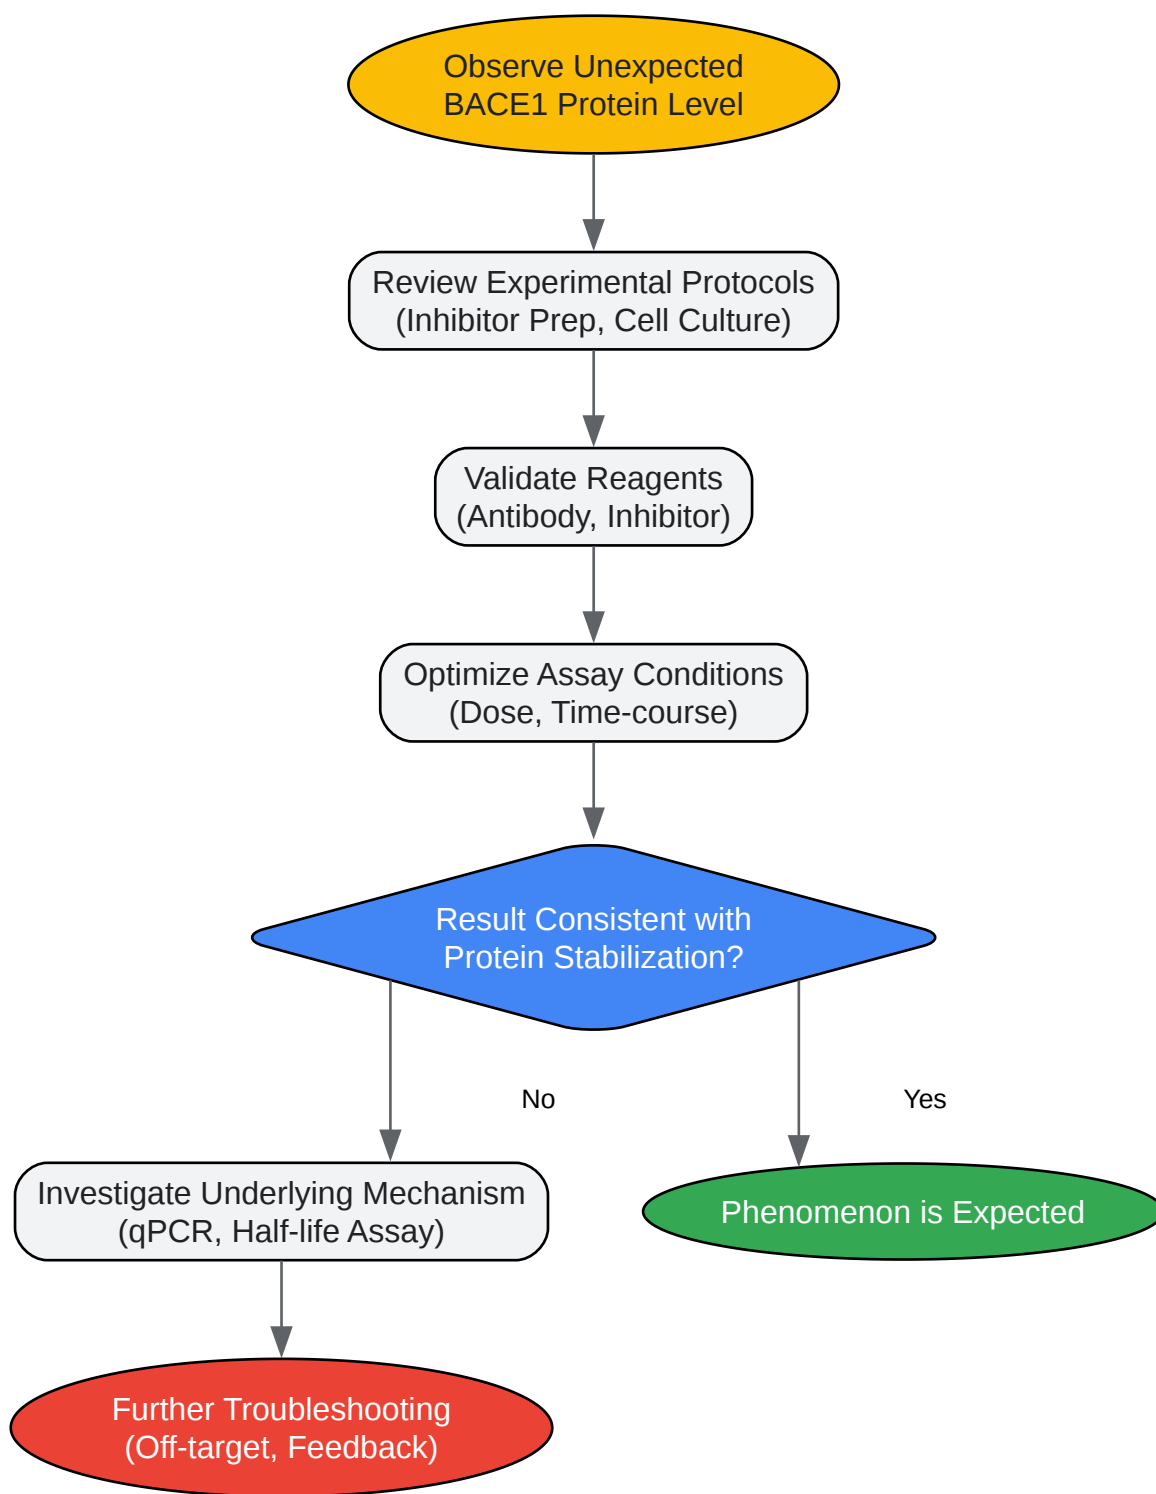 Observe Unexpected
BACE1 Protein Level
Review Experimental Protocols
(Inhibitor Prep, Cell Culture)
Validate Reagents
(Antibody, Inhibitor)
Optimize Assay Conditions
(Dose, Time-course)
Result Consistent with
Protein Stabilization?
No
Yes
Investigate Underlying Mechanism
(qPCR, Half-life Assay)
Phenomenon is Expected
Further Troubleshooting
(Off-target, Feedback)